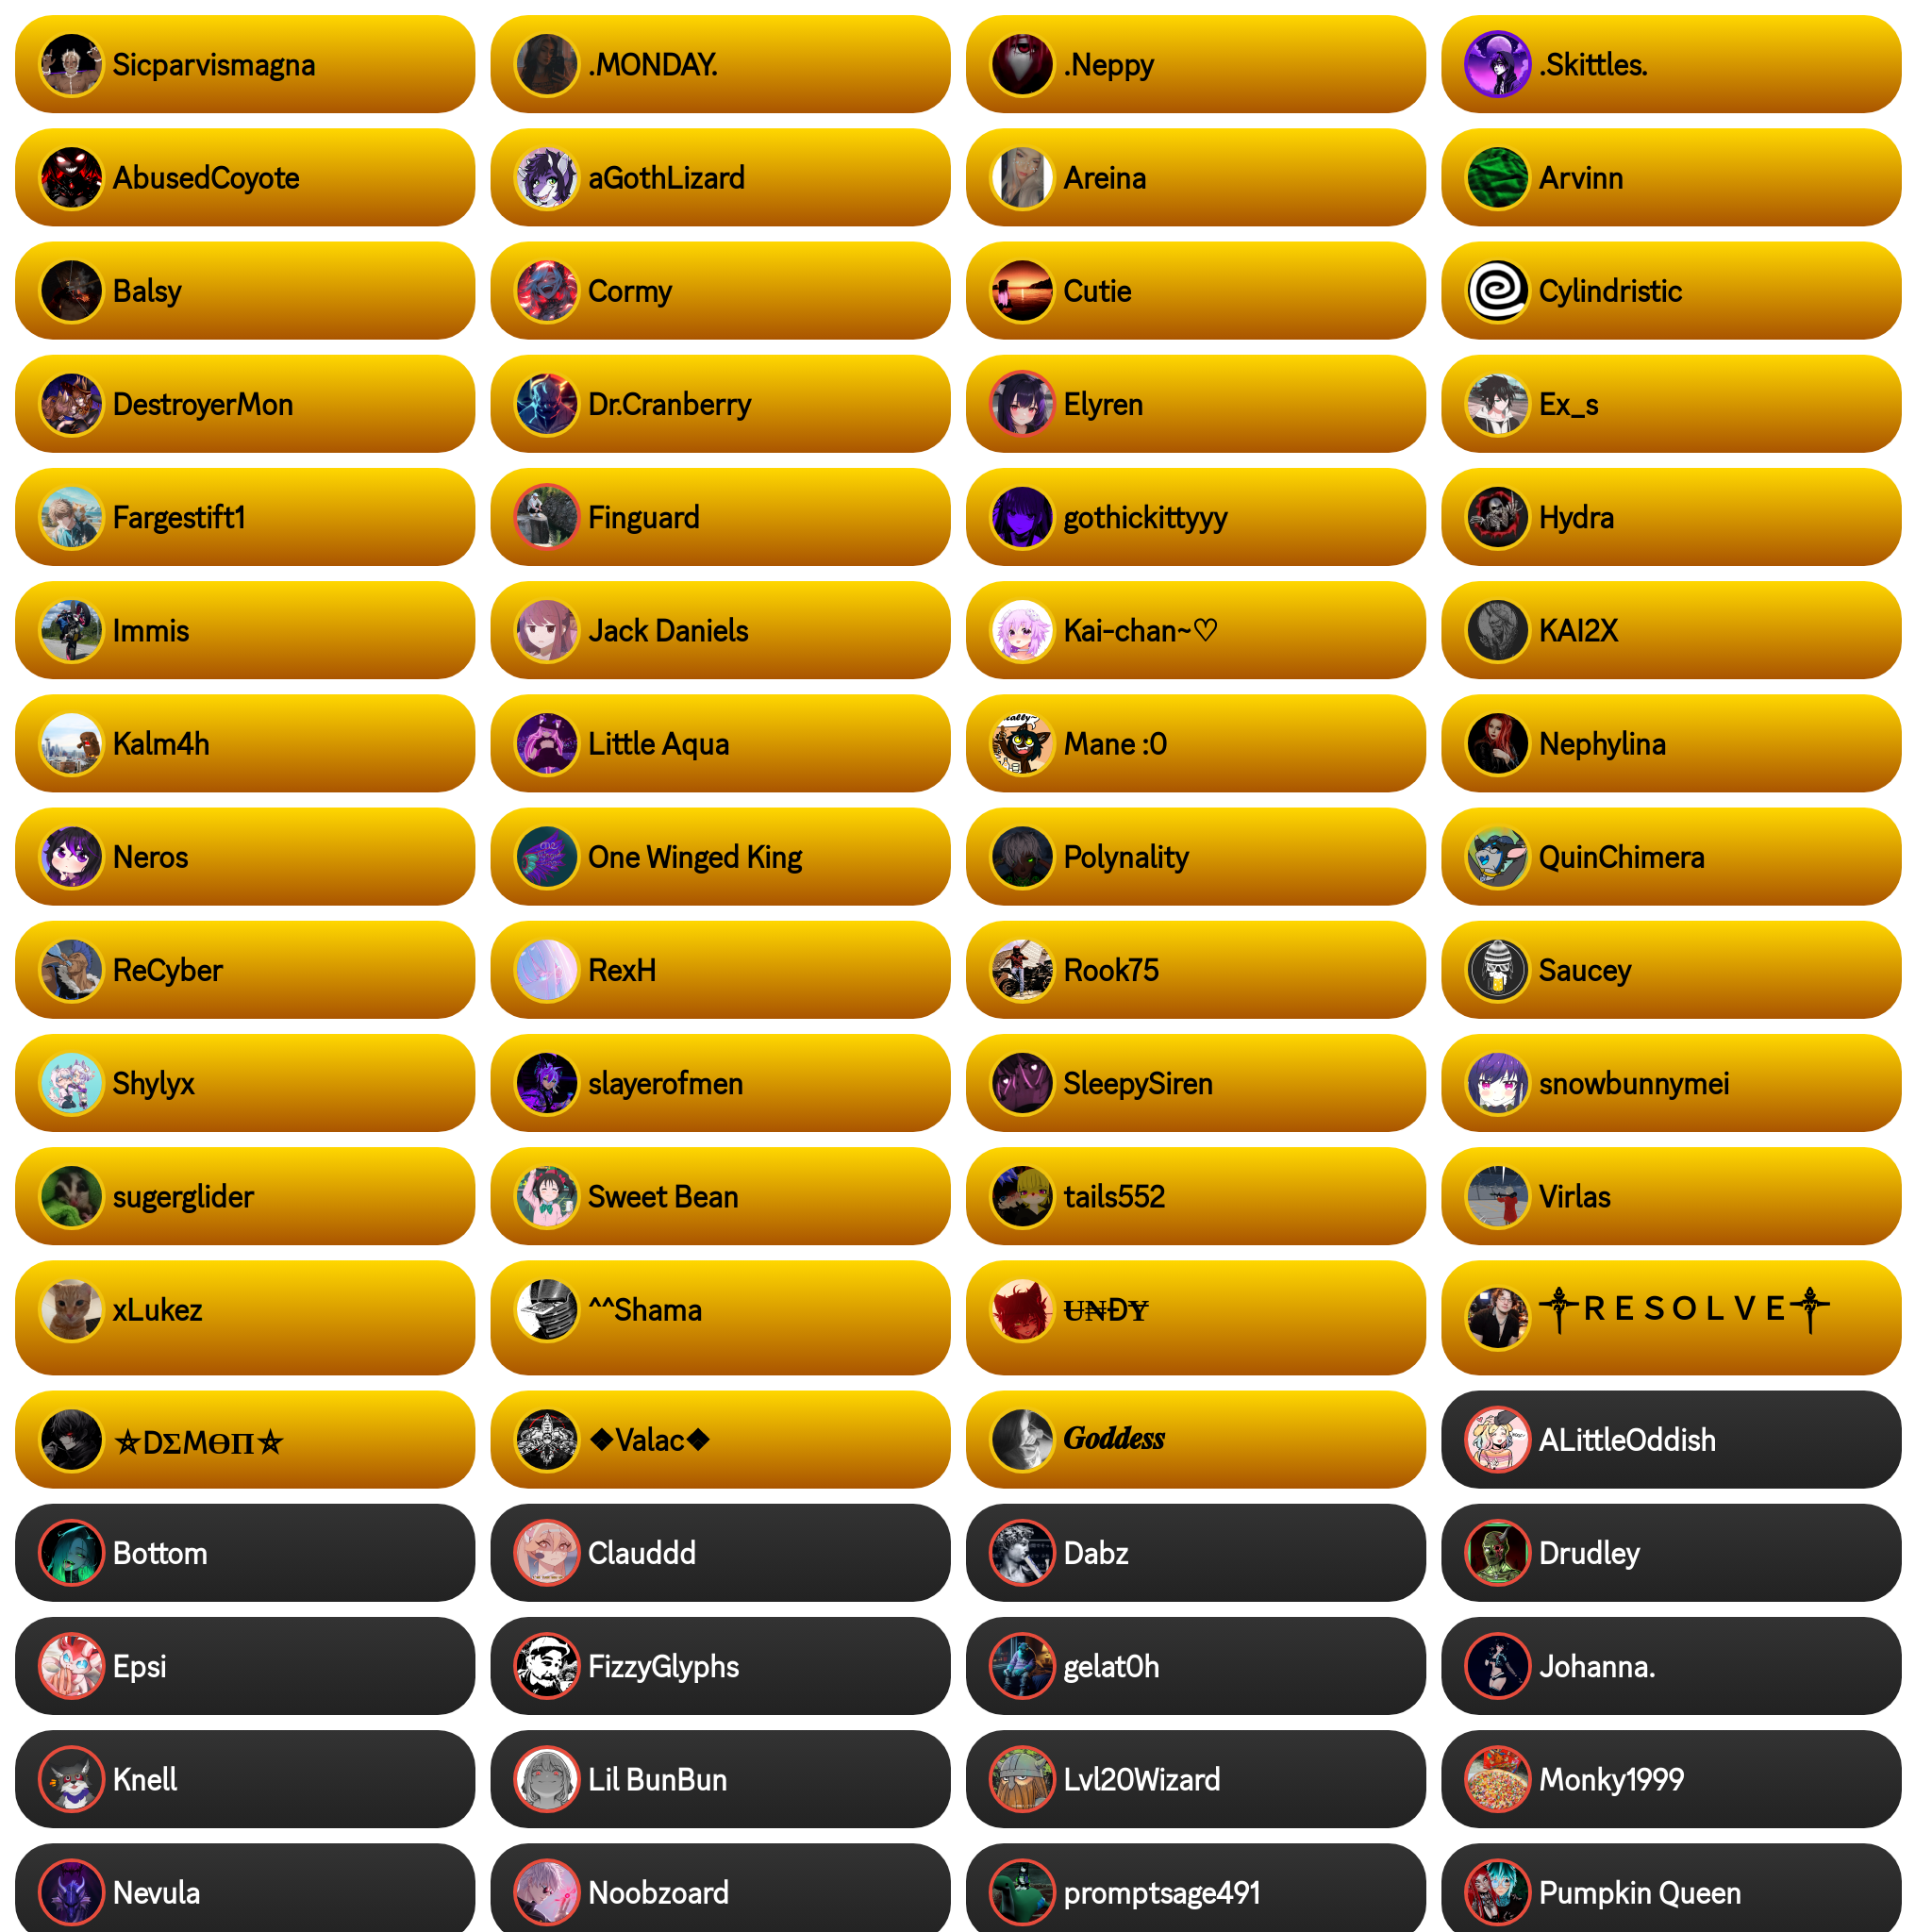 Sicparvismagna
.MONDAY.
.Neppy
.Skittles.
AbusedCoyote
aGothLizard
Areina
Arvinn
Balsy
Cormy
Cutie
Cylindristic
DestroyerMon
Dr.Cranberry
Elyren
Ex_s
Fargestift1
Finguard
gothickittyyy
Hydra
Immis
Jack Daniels
Kai-chan~♡
KAI2X
Kalm4h
Little Aqua
Mane :0
Nephylina
Neros
One Winged King
Polynality
QuinChimera
ReCyber
RexH
Rook75
Saucey
Shylyx
slayerofmen
SleepySiren
snowbunnymei
sugerglider
Sweet Bean
tails552
Virlas
xLukez
^^Shama
Ʉ₦ĐɎ
༒R E S O L V E༒
⛧DΣMӨΠ⛧
◆Valac◆
𝑮𝒐𝒅𝒅𝒆𝒔𝒔
ALittleOddish
Bottom
Clauddd
Dabz
Drudley
Epsi
FizzyGlyphs
gelat0h
Johanna.
Knell
Lil BunBun
Lvl20Wizard
Monky1999
Nevula
Noobzoard
promptsage491
Pumpkin Queen